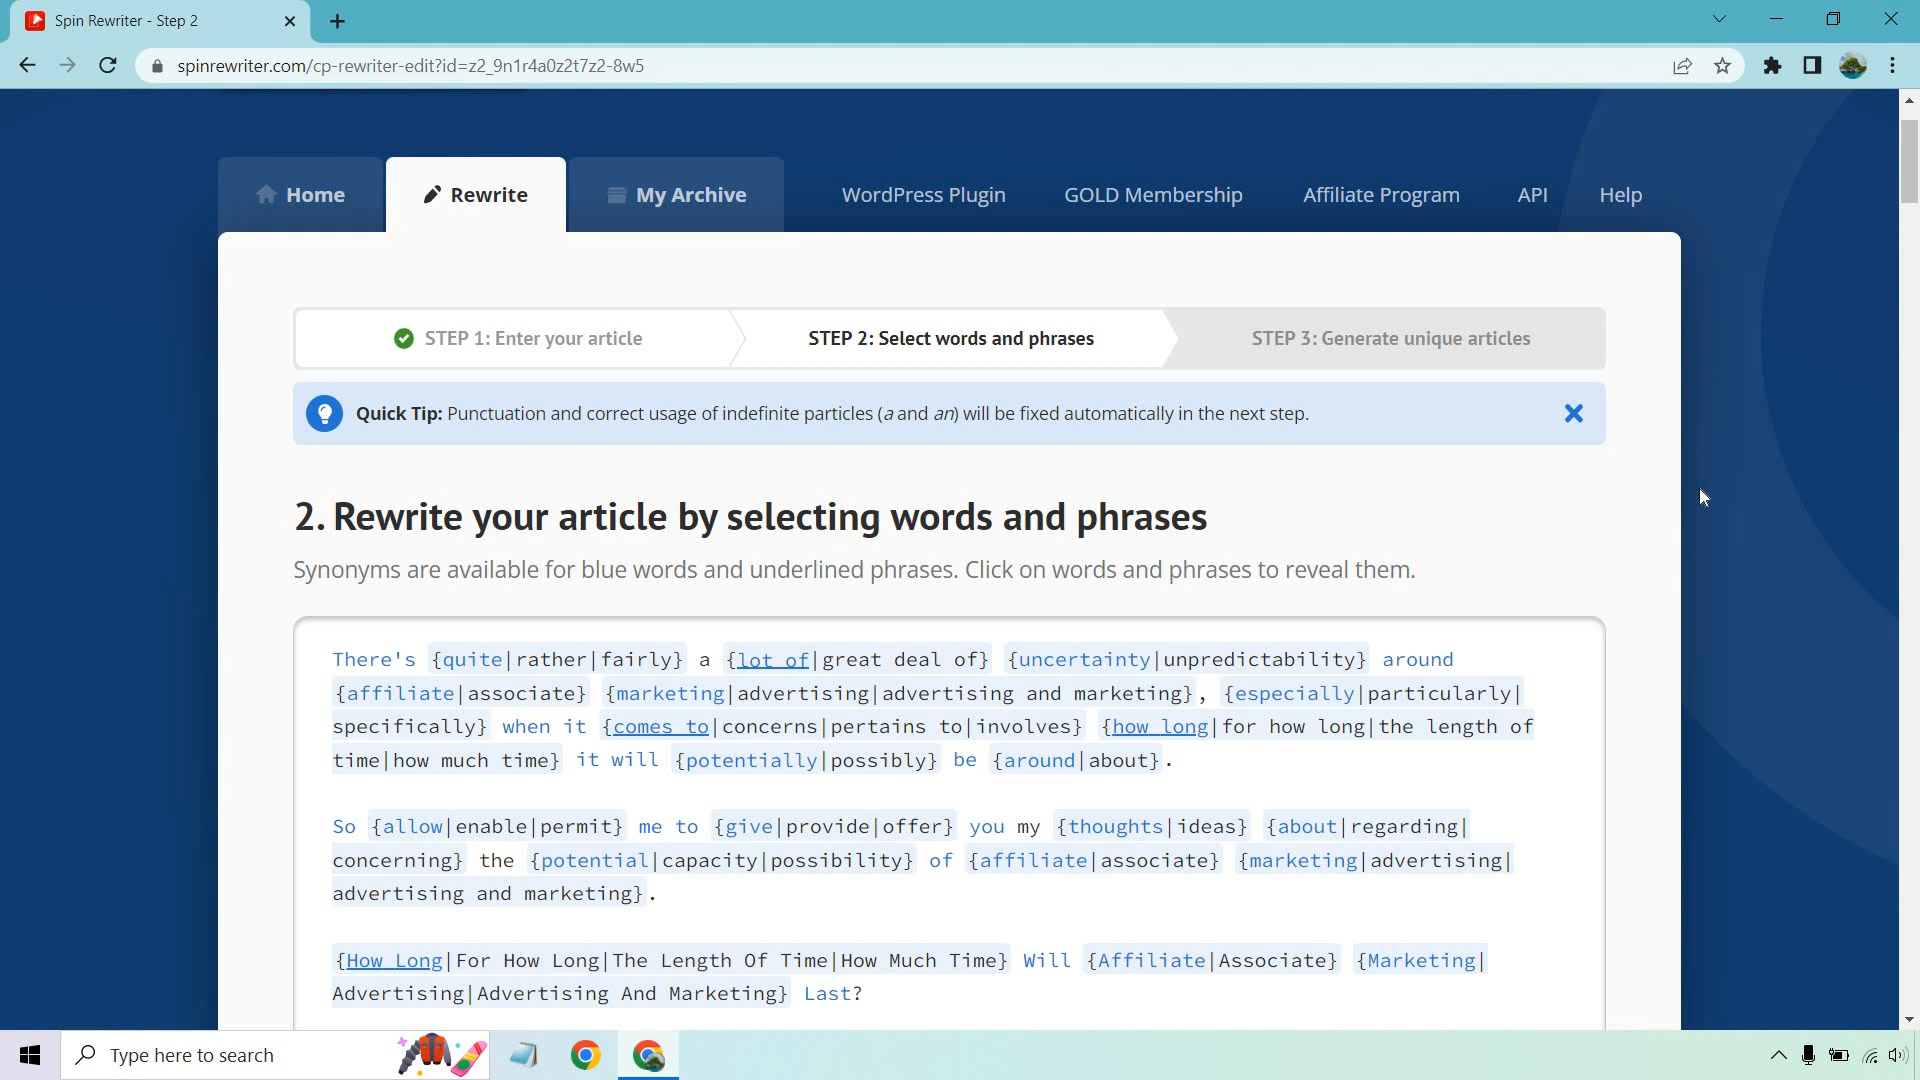 Spin Rewriter - Step 2
spinrewriter.com/cp-rewriter-edit?id=z2_9n1r4a0z2t7z2-8w5
Home
Rewrite
My Archive
WordPress Plugin
GOLD Membership
Affiliate Program
API
Help
STEP 1: Enter your article
STEP 2: Select words and phrases
STEP 3: Generate unique articles
Quick Tip: Punctuation and correct usage of indefinite particles (a and an) will be fixed automatically in the next step.
2. Rewrite your article by selecting words and phrases
Synonyms are available for blue words and underlined phrases. Click on words and phrases to reveal them.
There's {quite|rather|fairly} a {lot of|great deal of} {uncertainty|unpredictability} around
{affiliate|associate} {marketing|advertising|advertising and marketing}, {especially|particularly|
specifically} when it {comes to|concerns|pertains to|involves} {how long|for how long|the length of
time|how much time} it will {potentially|possibly} be {around|about}.
So {allow|enable|permit} me to {give|provide|offer} you my {thoughts|ideas} {about|regarding|
concerning} the {potential|capacity|possibility} of {affiliate|associate} {marketing|advertising|
advertising and marketing}.
{How Long|For How Long|The Length Of Time|How Much Time} Will {Affiliate|Associate} {Marketing|
Advertising|Advertising And Marketing} Last?
Type here to search